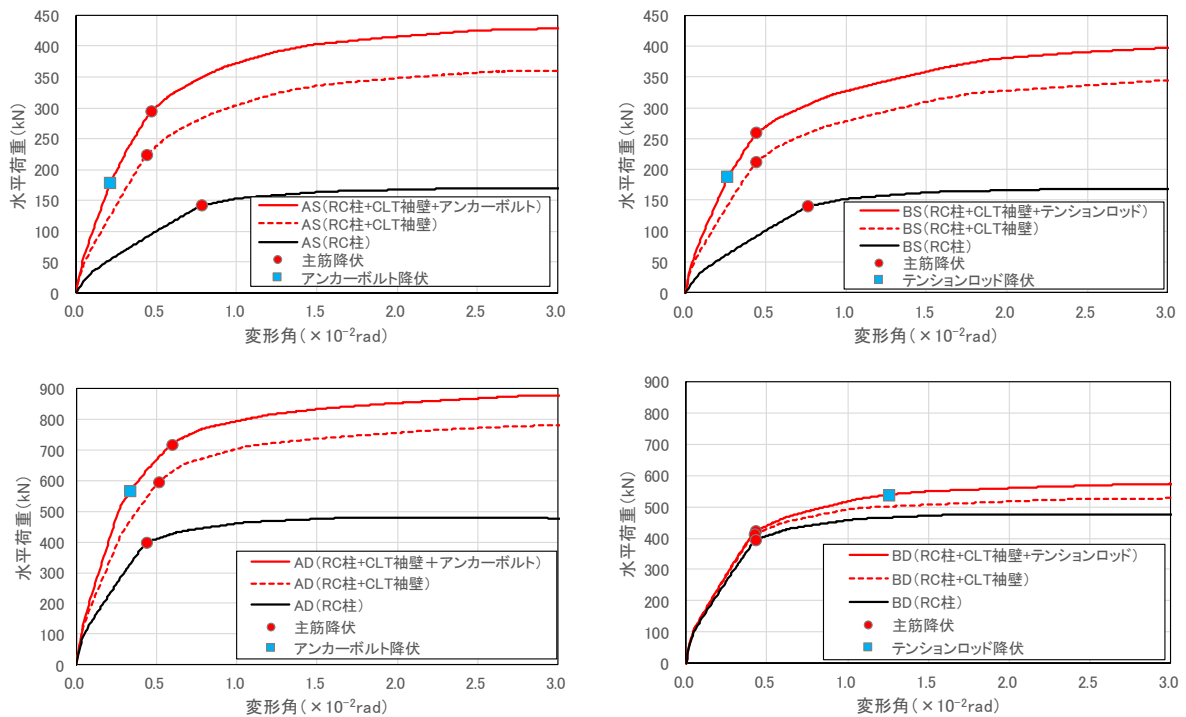 450
400
350
300
250
200
150
100
50
0
水平荷重(kN)
AS(RC柱+CLT袖壁+アンカーボルト)
AS(RC柱+CLT袖壁)
AS(RC柱)
主筋降伏
アンカーボルト降伏
0.0 0.5 1.0 1.5 2.0 2.5 3.0
変形角(×10⁻²rad)
450
400
350
300
250
200
150
100
50
0
水平荷重(kN)
BS(RC柱+CLT袖壁+テンションロッド)
BS(RC柱+CLT袖壁)
BS(RC柱)
主筋降伏
テンションロッド降伏
0.0 0.5 1.0 1.5 2.0 2.5 3.0
変形角(×10⁻²rad)
900
800
700
600
500
400
300
200
100
0
水平荷重(kN)
AD(RC柱+CLT袖壁+アンカーボルト)
AD(RC柱+CLT袖壁)
AD(RC柱)
主筋降伏
アンカーボルト降伏
0.0 0.5 1.0 1.5 2.0 2.5 3.0
変形角(×10⁻²rad)
900
800
700
600
500
400
300
200
100
0
水平荷重(kN)
BD(RC柱+CLT袖壁+テンションロッド)
BD(RC柱+CLT袖壁)
BD(RC柱)
主筋降伏
テンションロッド降伏
0.0 0.5 1.0 1.5 2.0 2.5 3.0
変形角(×10⁻²rad)